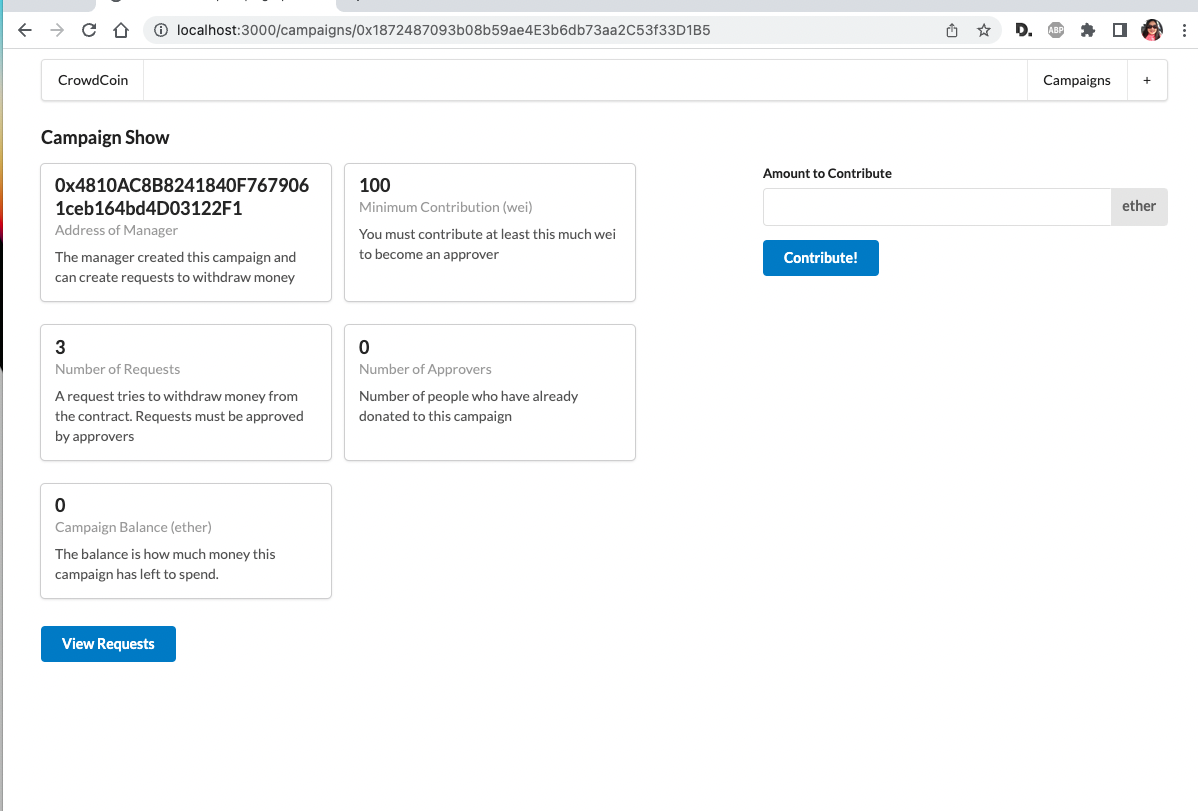 localhost:3000/campaigns/0x1872487093b08b59ae4E3b6db73aa2C53f33D1B5
D.
ABP
CrowdCoin
Campaigns
+
Campaign Show
0x4810AC8B8241840F767906
1ceb164bd4D03122F1
Address of Manager
The manager created this campaign and
can create requests to withdraw money
100
Minimum Contribution (wei)
You must contribute at least this much wei
to become an approver
3
Number of Requests
A request tries to withdraw money from
the contract. Requests must be approved
by approvers
0
Number of Approvers
Number of people who have already
donated to this campaign
0
Campaign Balance (ether)
The balance is how much money this
campaign has left to spend.
View Requests
Amount to Contribute
ether
Contribute!